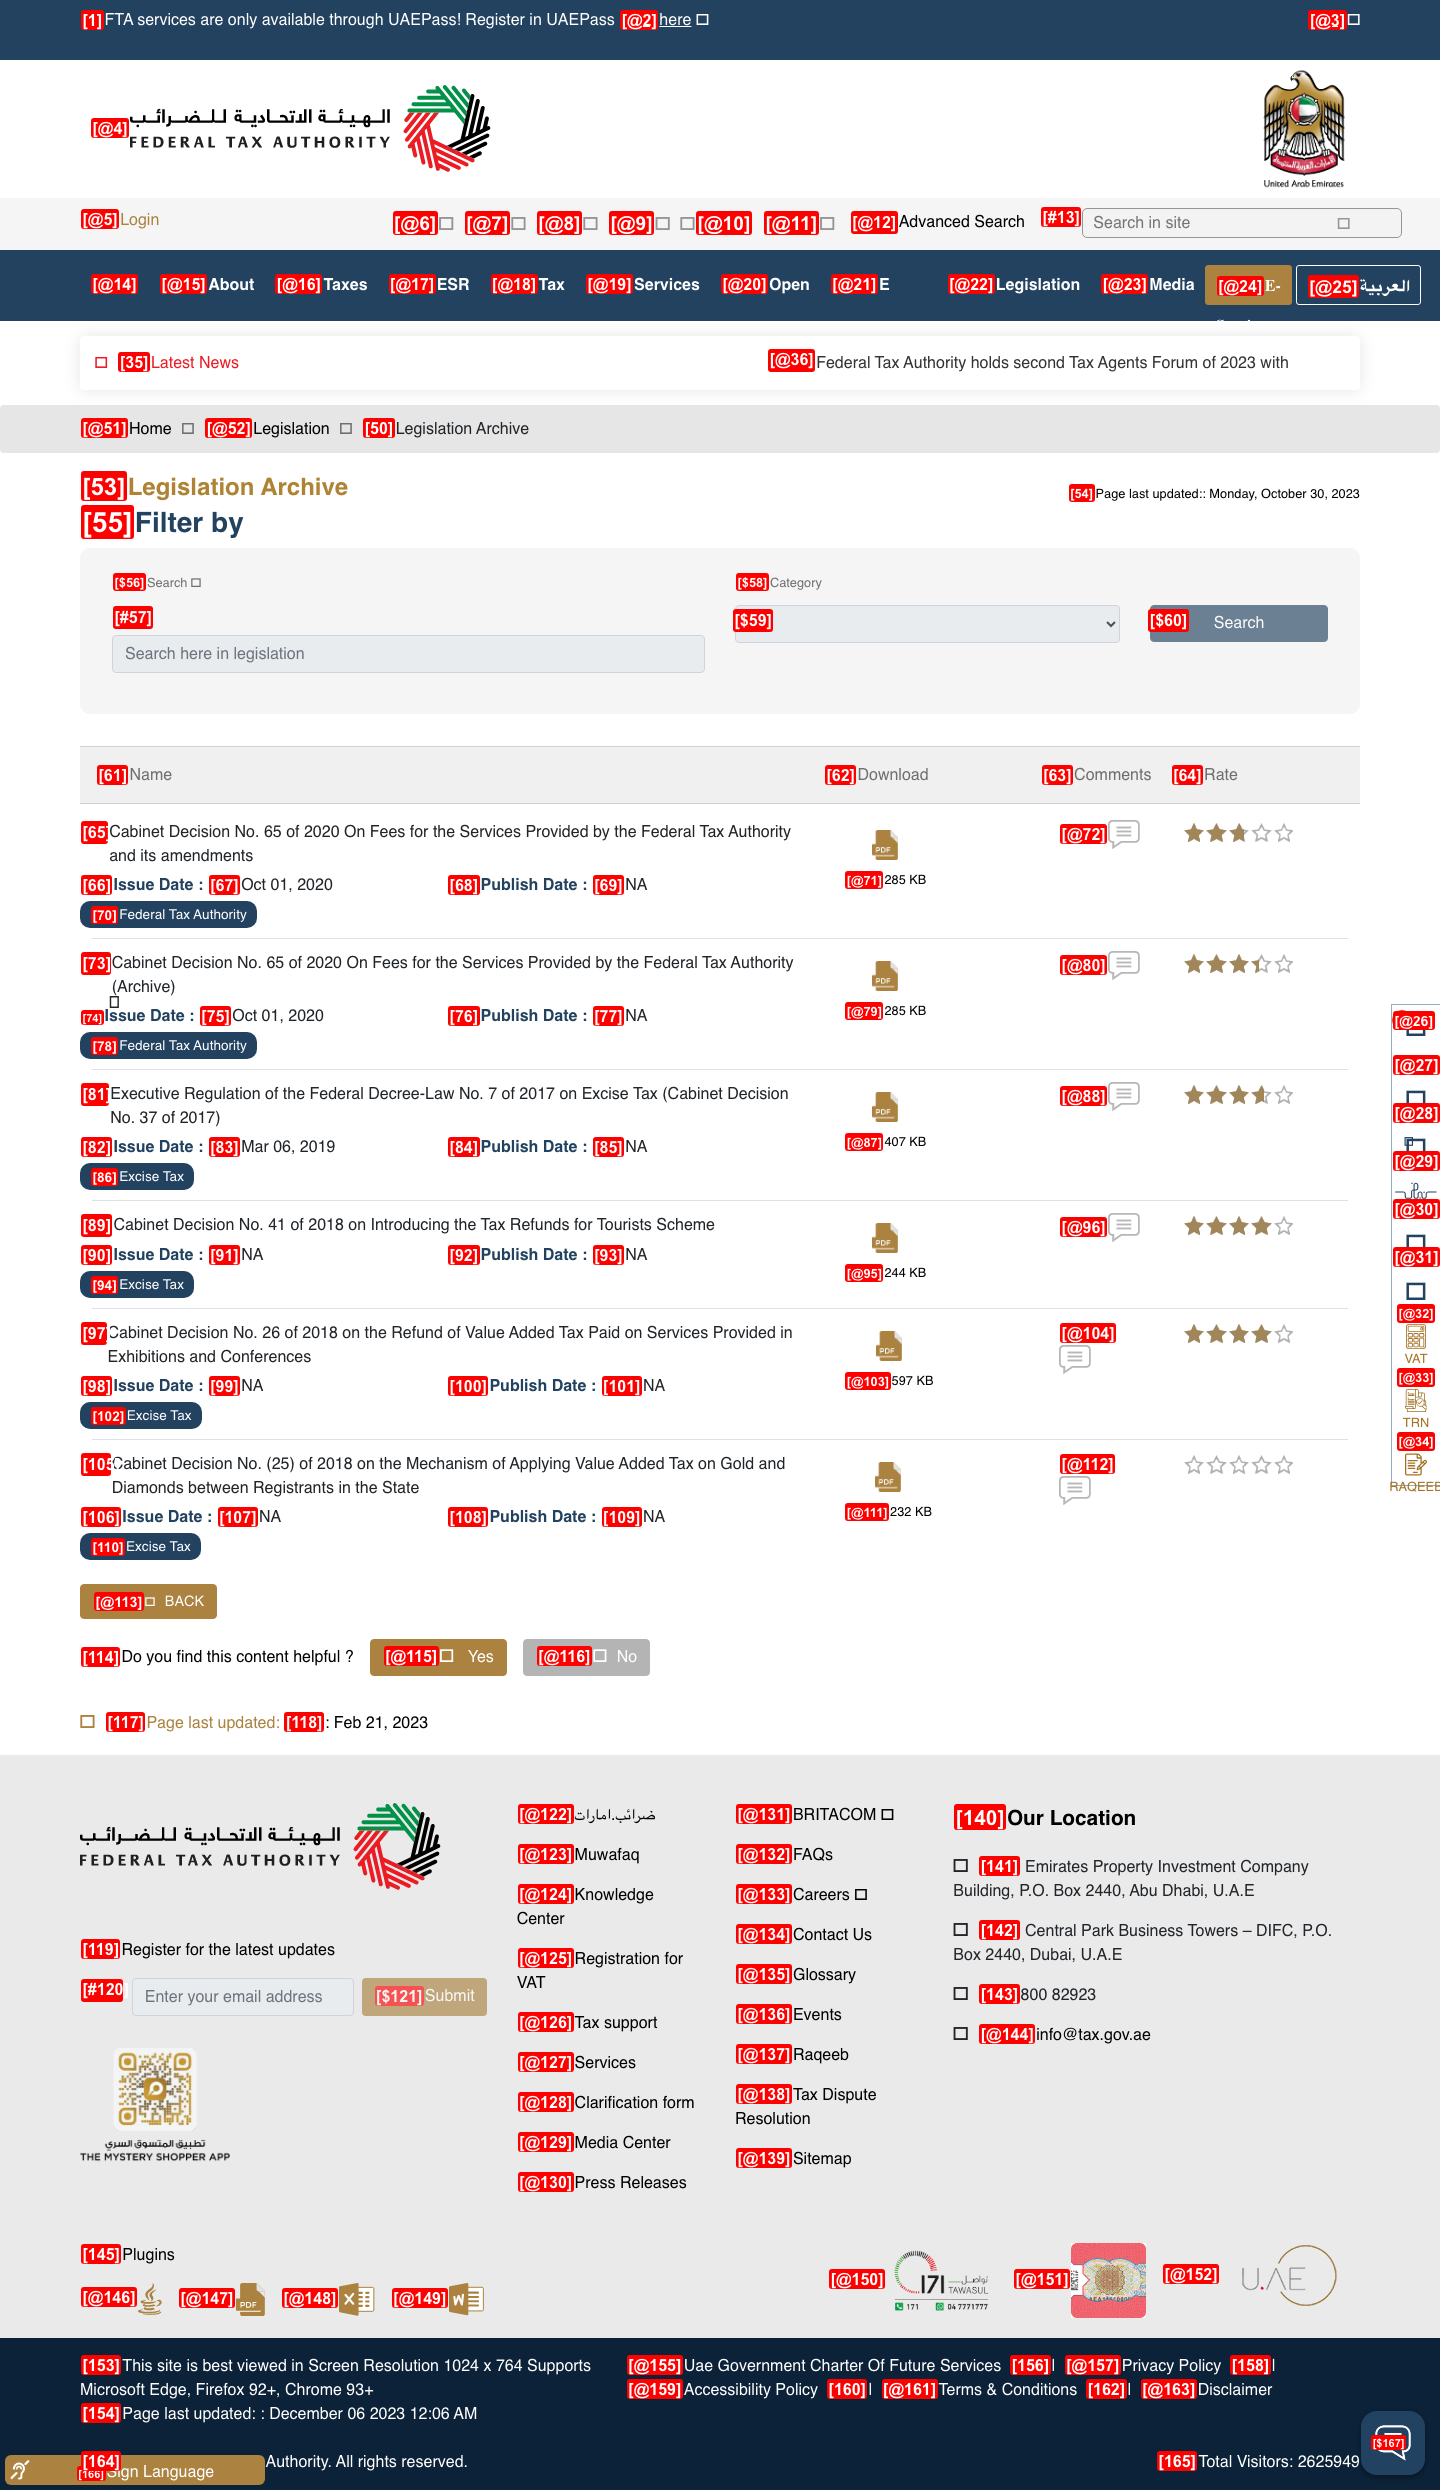 [1]FTA services are only available through UAEPass! Register in UAEPass [@2]here
[@3]
[@4]الـهـيـئـة الاتـحـاديـة لـلـضـرائـب
FEDERAL TAX AUTHORITY
United Arab Emirates
[@5]Login
[@6] [@7] [@8] [@9] [@10] [@11] [@12]Advanced Search [#13] Search in site
[@14] [@15]About [@16]Taxes [@17]ESR [@18]Tax [@19]Services [@20]Open [@21]E [@22]Legislation [@23]Media [@24]E- [@25]العربية
[35]Latest News [@36]Federal Tax Authority holds second Tax Agents Forum of 2023 with
[@51]Home [@52]Legislation [50]Legislation Archive
[53]Legislation Archive
[54]Page last updated:: Monday, October 30, 2023
[55]Filter by
[$56]Search [$58]Category
[#57] [$59] [$60] Search
Search here in legislation
[61]Name [62]Download [63]Comments [64]Rate
[65]Cabinet Decision No. 65 of 2020 On Fees for the Services Provided by the Federal Tax Authority
and its amendments
PDF
[@72]
[66]Issue Date : [67]Oct 01, 2020 [68]Publish Date : [69]NA [@71]285 KB
[70]Federal Tax Authority
[73]Cabinet Decision No. 65 of 2020 On Fees for the Services Provided by the Federal Tax Authority
(Archive)
PDF
[@80]
[74]Issue Date : [75]Oct 01, 2020 [76]Publish Date : [77]NA [@79]285 KB
[78]Federal Tax Authority
[81]Executive Regulation of the Federal Decree-Law No. 7 of 2017 on Excise Tax (Cabinet Decision
No. 37 of 2017)
PDF
[@88]
[82]Issue Date : [83]Mar 06, 2019 [84]Publish Date : [85]NA [@87]407 KB
[86]Excise Tax
[89]Cabinet Decision No. 41 of 2018 on Introducing the Tax Refunds for Tourists Scheme
PDF
[@96]
[90]Issue Date : [91]NA [92]Publish Date : [93]NA [@95]244 KB
[94]Excise Tax
[97]Cabinet Decision No. 26 of 2018 on the Refund of Value Added Tax Paid on Services Provided in
Exhibitions and Conferences
PDF
[@104]
[98]Issue Date : [99]NA [100]Publish Date : [101]NA [@103]597 KB
[102]Excise Tax
[105]Cabinet Decision No. (25) of 2018 on the Mechanism of Applying Value Added Tax on Gold and
Diamonds between Registrants in the State
PDF
[@112]
[106]Issue Date : [107]NA [108]Publish Date : [109]NA [@111]232 KB
[110]Excise Tax
[@26]
[@27]
[@28]
[@29]
[@30]
[@31]
[@32]
VAT
[@33]
TRN
[@34]
RAQEEB
[@113] BACK
[114]Do you find this content helpful ? [@115] Yes [@116] No
[117]Page last updated: [118]: Feb 21, 2023
الـهـيـئـة الاتـحـاديـة لـلـضـرائـب
FEDERAL TAX AUTHORITY
[119]Register for the latest updates
[#120] Enter your email address [$121]Submit
تطبيق المتسوق السري
THE MYSTERY SHOPPER APP
[@122]ضرائب.امارات
[@123]Muwafaq
[@124]Knowledge
Center
[@125]Registration for
VAT
[@126]Tax support
[@127]Services
[@128]Clarification form
[@129]Media Center
[@130]Press Releases
[@131]BRITACOM
[@132]FAQs
[@133]Careers
[@134]Contact Us
[@135]Glossary
[@136]Events
[@137]Raqeeb
[@138]Tax Dispute
Resolution
[@139]Sitemap
[140]Our Location
[141] Emirates Property Investment Company
Building, P.O. Box 2440, Abu Dhabi, U.A.E
[142] Central Park Business Towers – DIFC, P.O.
Box 2440, Dubai, U.A.E
[143]800 82923
[@144]info@tax.gov.ae
[145]Plugins
[@146] [@147] PDF [@148] X [@149] W
[@150] 171 تواصل TAWASUL
171 04 7771777
[@151] [@152] U.AE
[153]This site is best viewed in Screen Resolution 1024 x 764 Supports
Microsoft Edge, Firefox 92+, Chrome 93+
[154]Page last updated: : December 06 2023 12:06 AM
[@155]Uae Government Charter Of Future Services [156]| [@157]Privacy Policy [158]|
[@159]Accessibility Policy [160]| [@161]Terms & Conditions [162]| [@163]Disclaimer
[164] Authority. All rights reserved.
[165]Total Visitors: 2625949
[166]Sign Language
[$167]